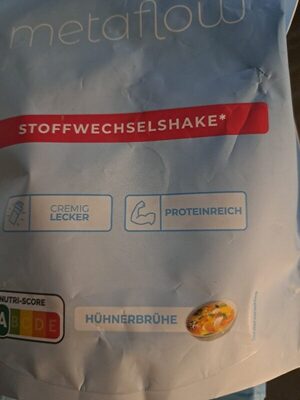 metaflow
STOFFWECHSELSHAKE*
CREMIG
LECKER
PROTEINREICH
NUTRI-SCORE
A B C D E
HÜHNERBRÜHE